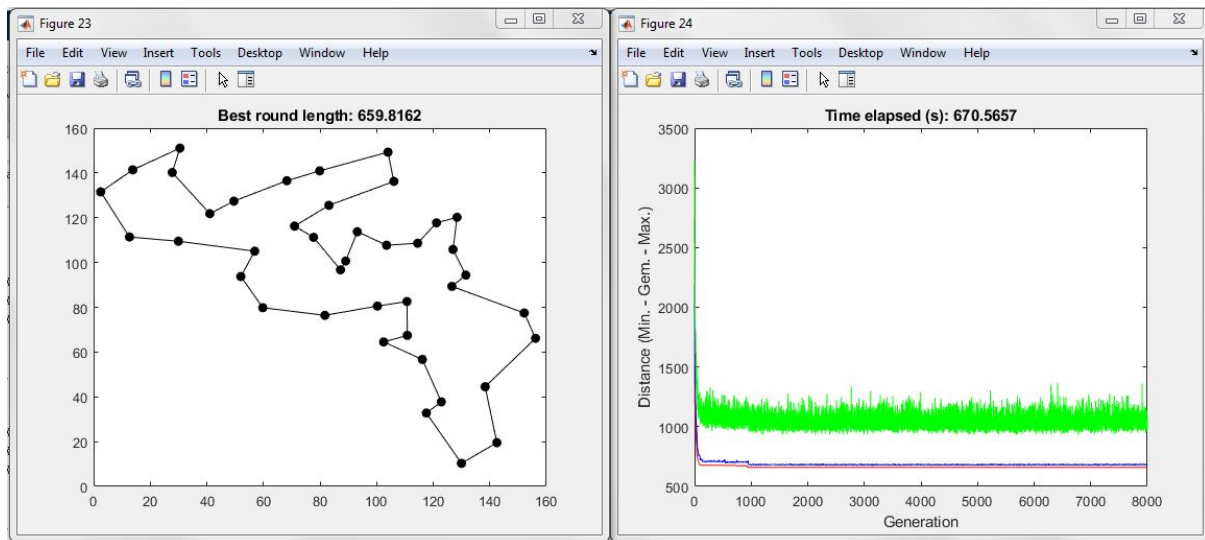 Figure 23
File Edit View Insert Tools Desktop Window Help
Best round length: 659.8162
160
140
120
100
80
60
40
20
0
0 20 40 60 80 100 120 140 160
Figure 24
File Edit View Insert Tools Desktop Window Help
Time elapsed (s): 670.5657
3500
3000
2500
2000
1500
1000
500
Distance (Min. - Gem. - Max.)
0 1000 2000 3000 4000 5000 6000 7000 8000
Generation